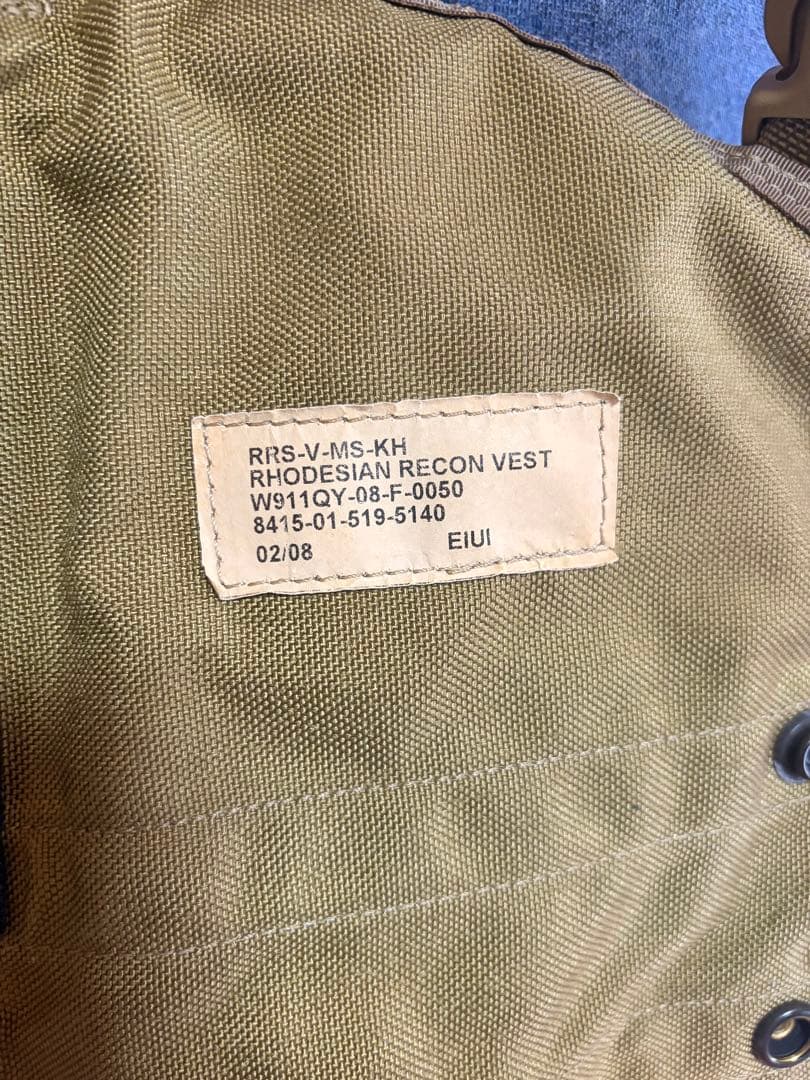 RRS-V-MS-KH
RHODESIAN RECON VEST
W911QY-08-F-0050
8415-01-519-5140
02/08 EIUI